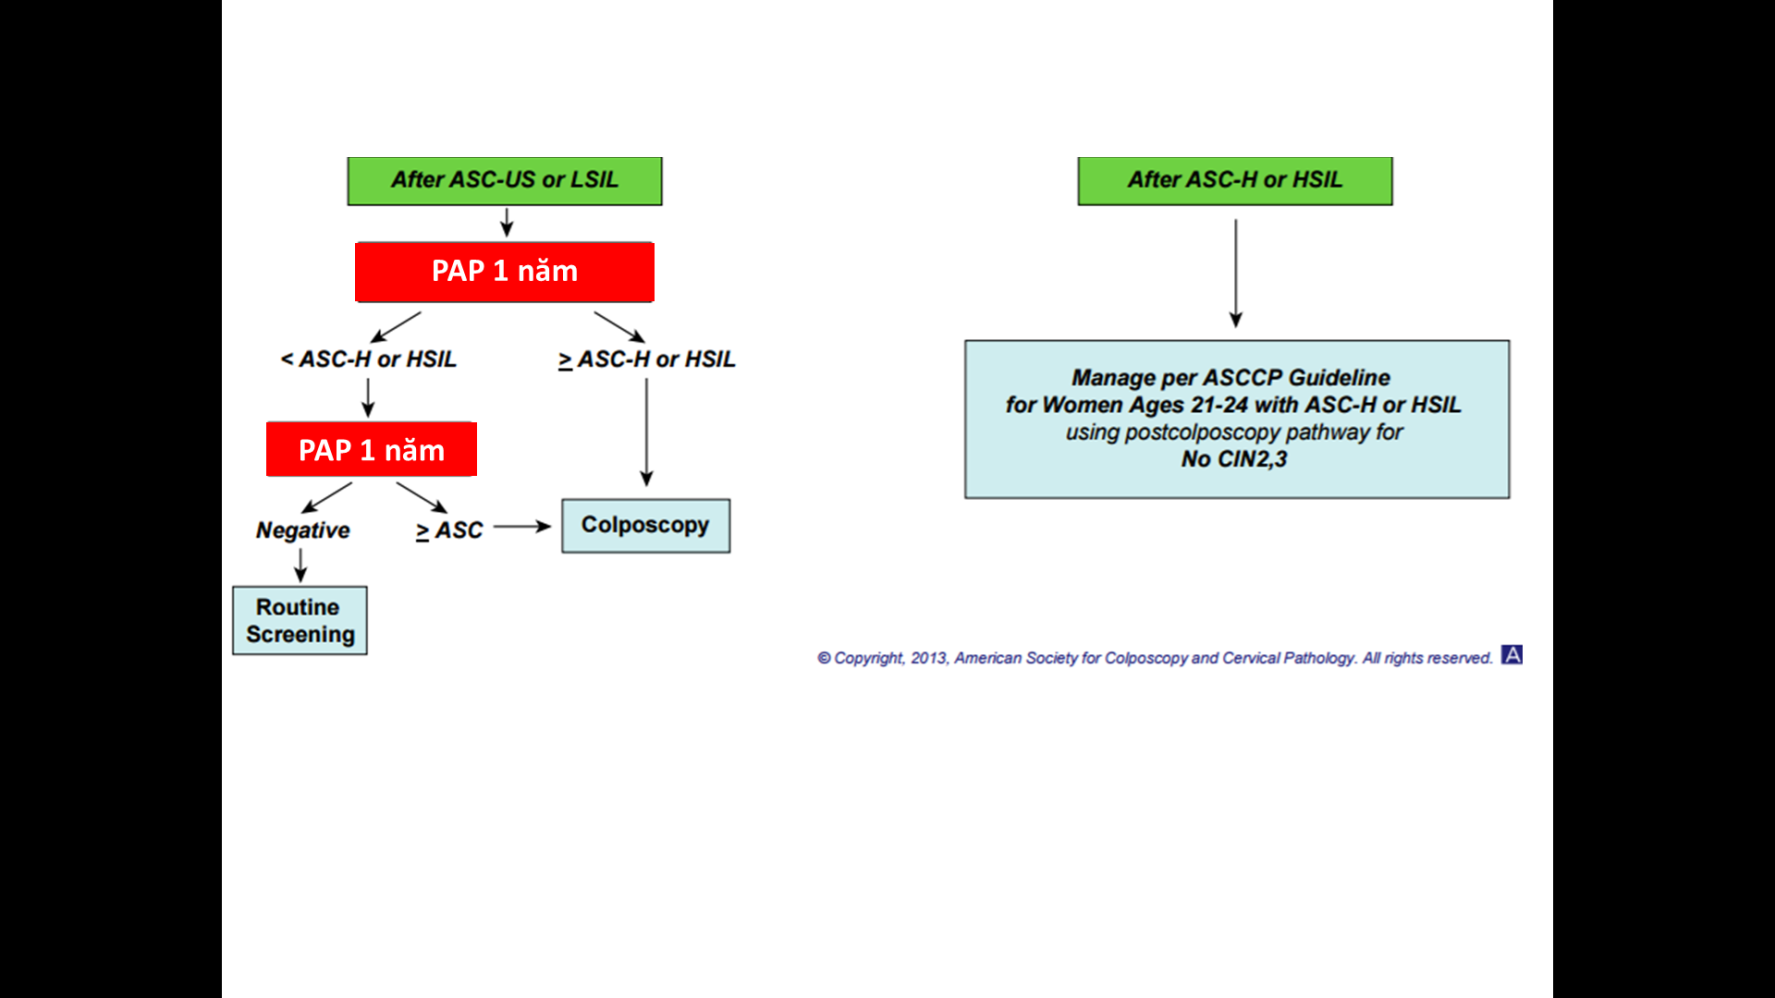 After ASC-US or LSIL
PAP 1 năm
< ASC-H or HSIL
≥ ASC-H or HSIL
PAP 1 năm
Negative
≥ ASC
Colposcopy
Routine
Screening
After ASC-H or HSIL
Manage per ASCCP Guideline
for Women Ages 21-24 with ASC-H or HSIL
using postcolposcopy pathway for
No CIN2,3
© Copyright, 2013, American Society for Colposcopy and Cervical Pathology. All rights reserved.
A